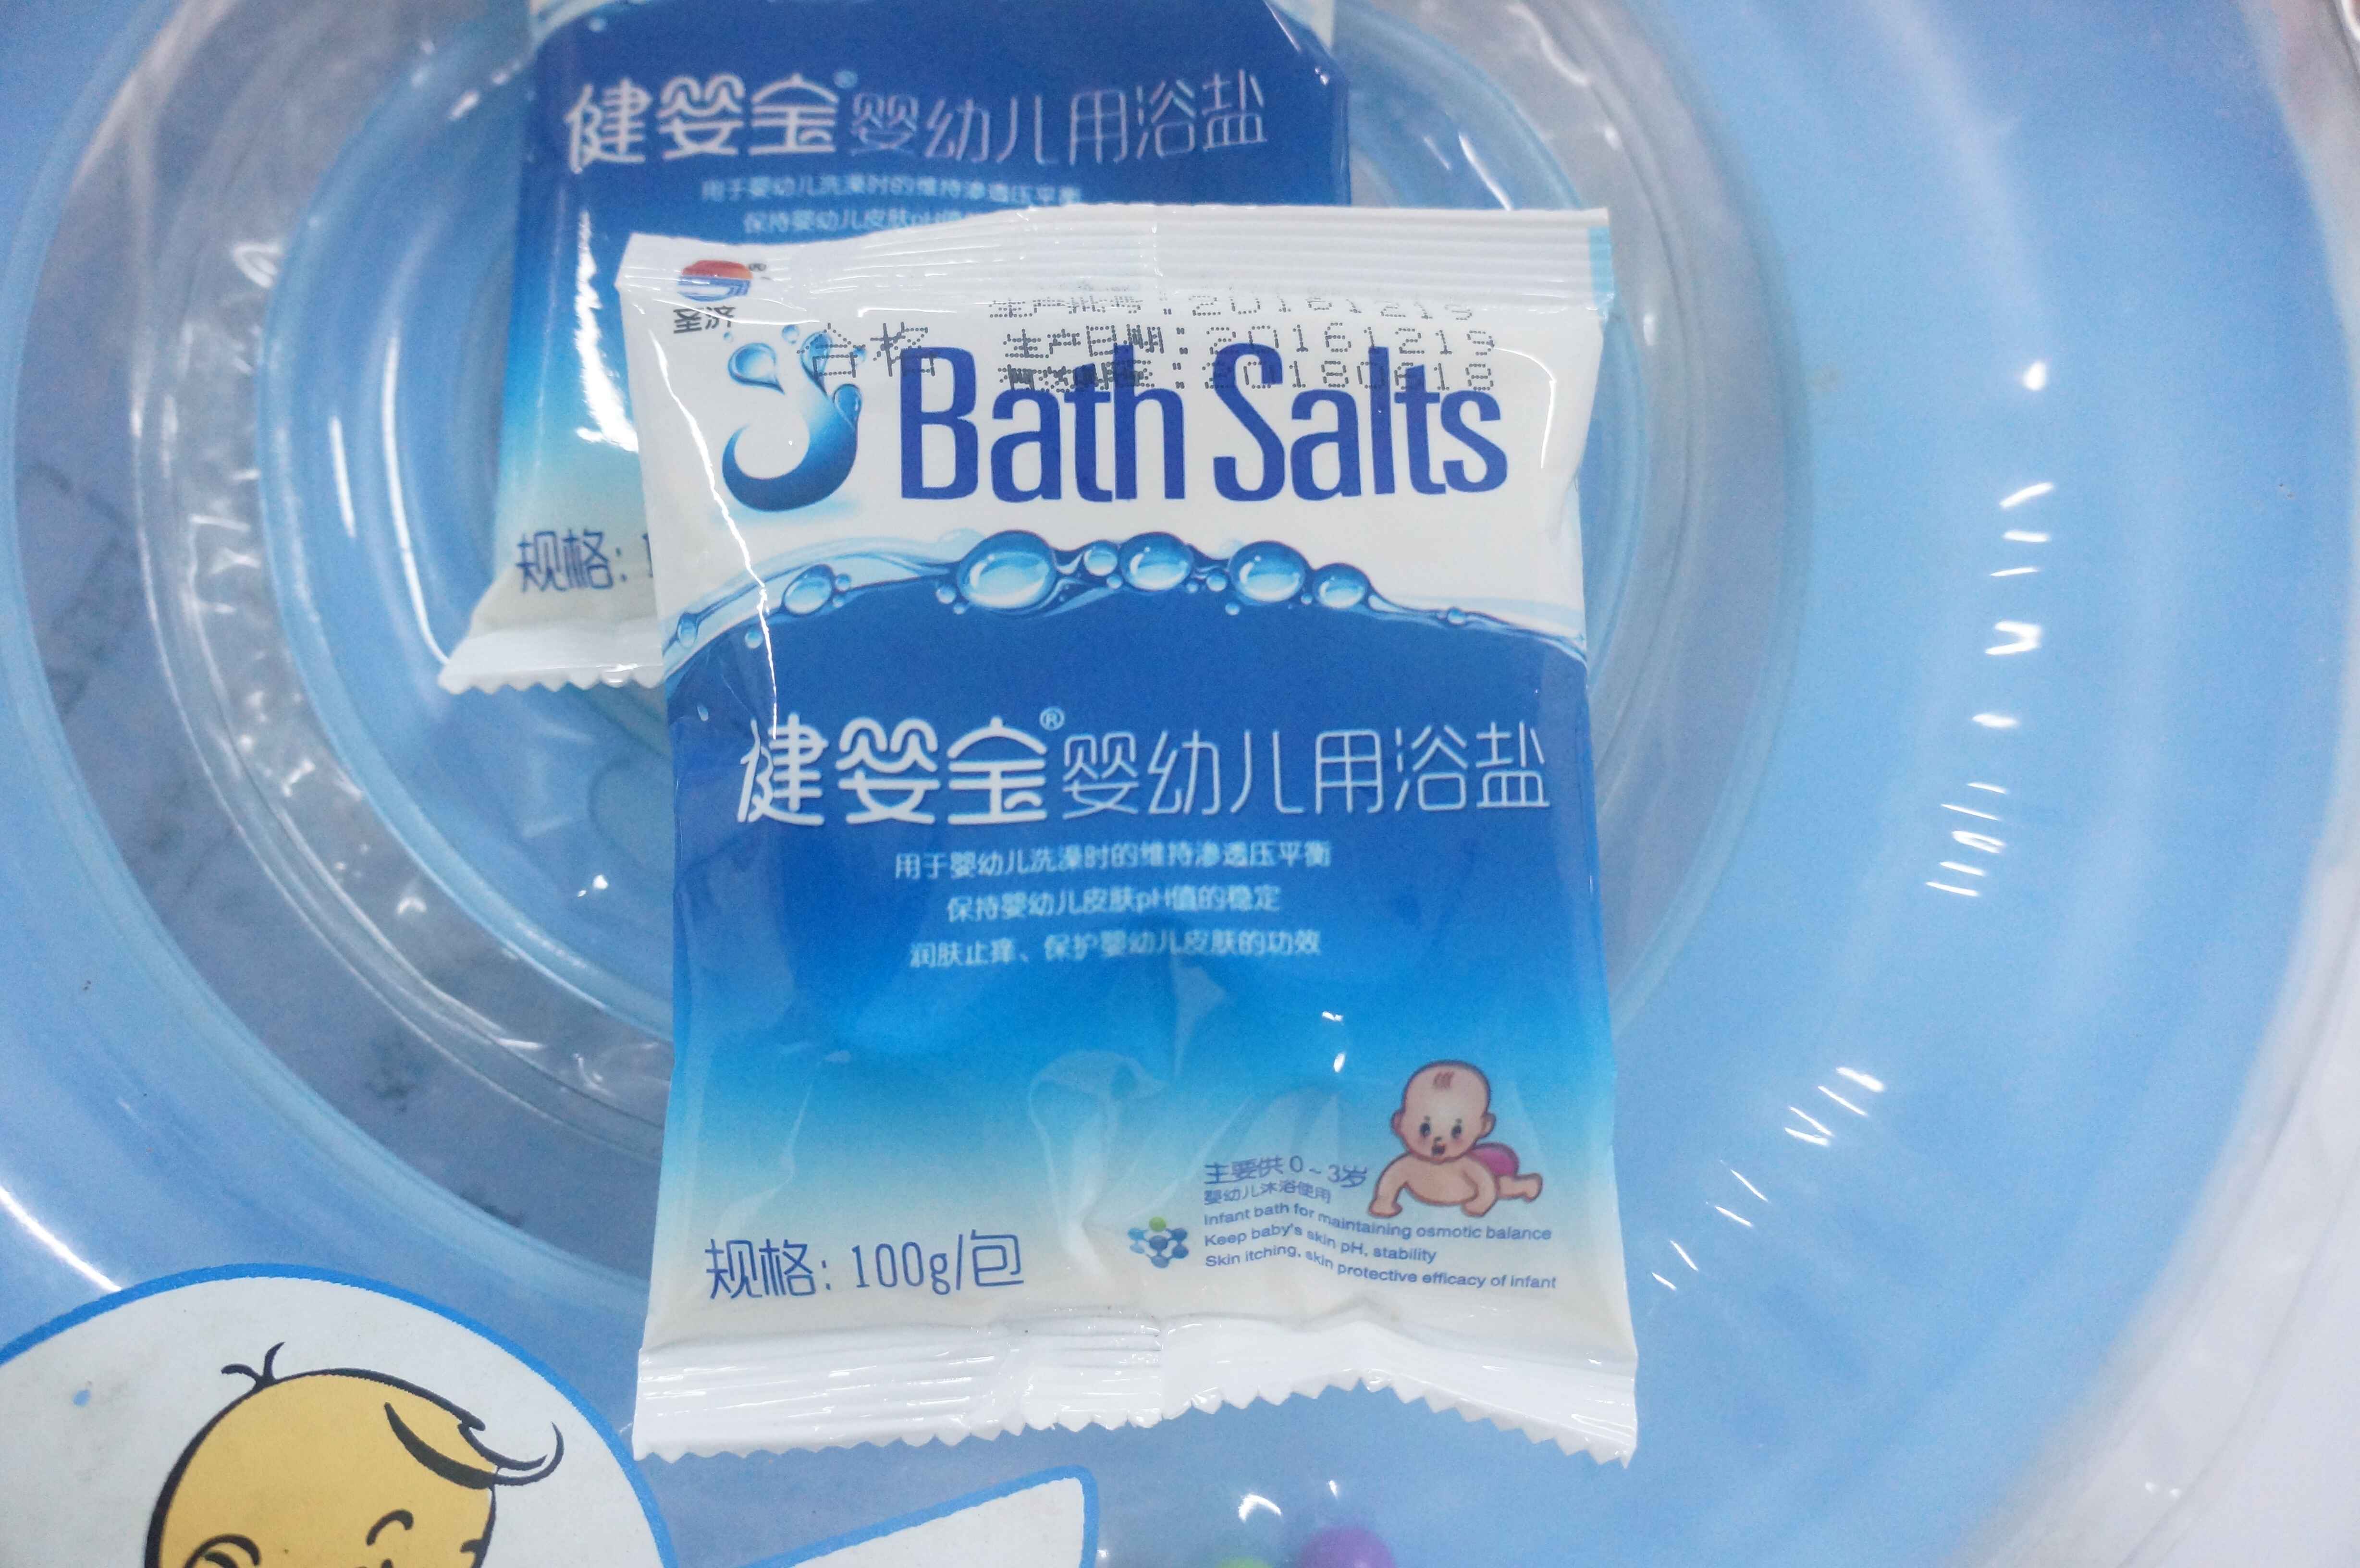 健婴宝®婴幼儿用浴盐
用于婴幼儿洗澡时的维持渗透压平衡
保持婴幼儿皮肤pH值
规格:
圣济
合格
生产批号:20161219
生产日期:20161219
:20180618
Bath Salts
健婴宝®婴幼儿用浴盐
用于婴幼儿洗澡时的维持渗透压平衡
保持婴幼儿皮肤pH值的稳定
润肤止痒、保护婴幼儿皮肤的功效
主要供0~3岁
婴幼儿沐浴使用
Infant bath for maintaining osmotic balance
Keep baby's skin pH, stability
Skin itching, skin protective efficacy of infant
规格: 100g/包